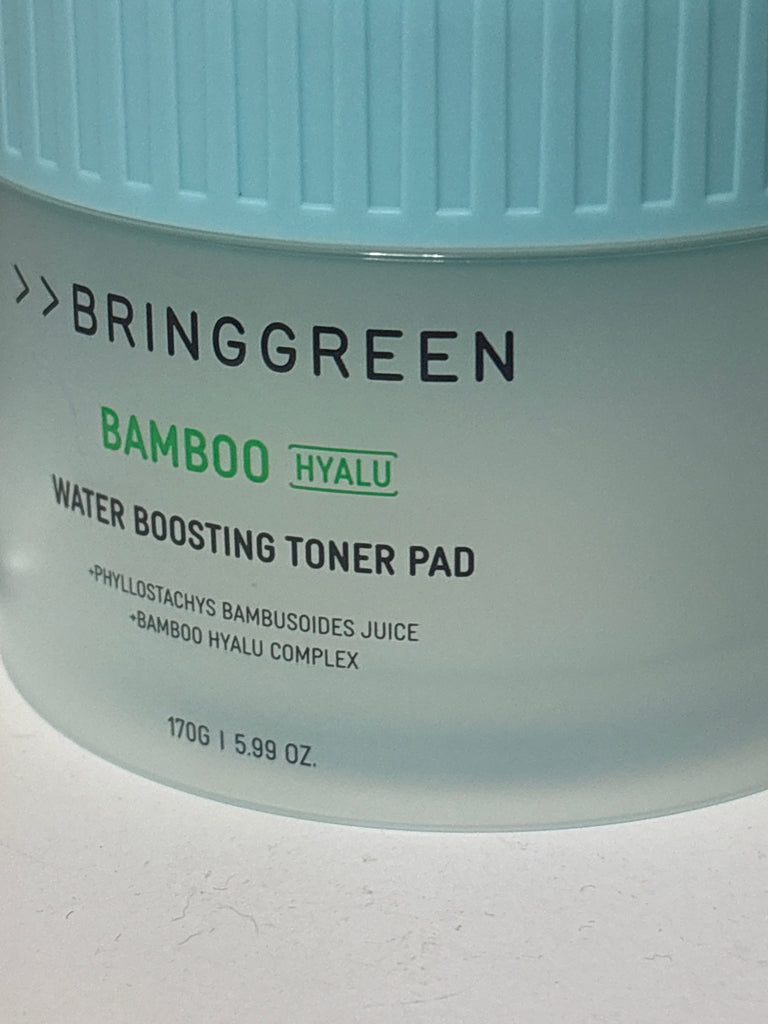 >>BRINGGREEN
BAMBOO HYALU
WATER BOOSTING TONER PAD
+PHYLLOSTACHYS BAMBUSOIDES JUICE
+BAMBOO HYALU COMPLEX
170G | 5.99 OZ.